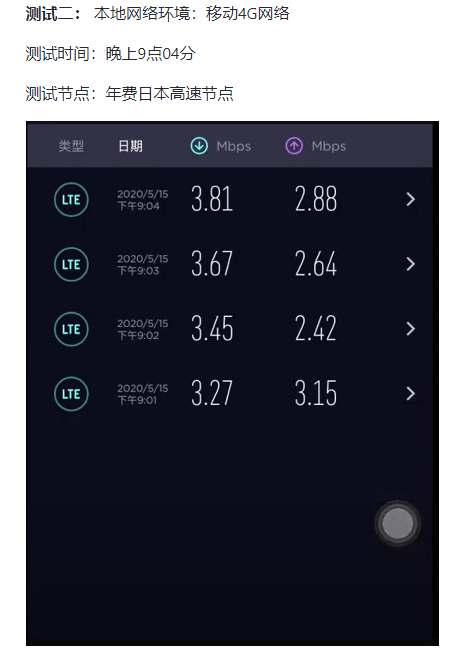 测试二： 本地网络环境：移动4G网络
测试时间：晚上9点04分
测试节点：年费日本高速节点
类型 日期 Mbps Mbps
LTE 2020/5/15 下午9:04 3.81 2.88
LTE 2020/5/15 下午9:03 3.67 2.64
LTE 2020/5/15 下午9:02 3.45 2.42
LTE 2020/5/15 下午9:01 3.27 3.15